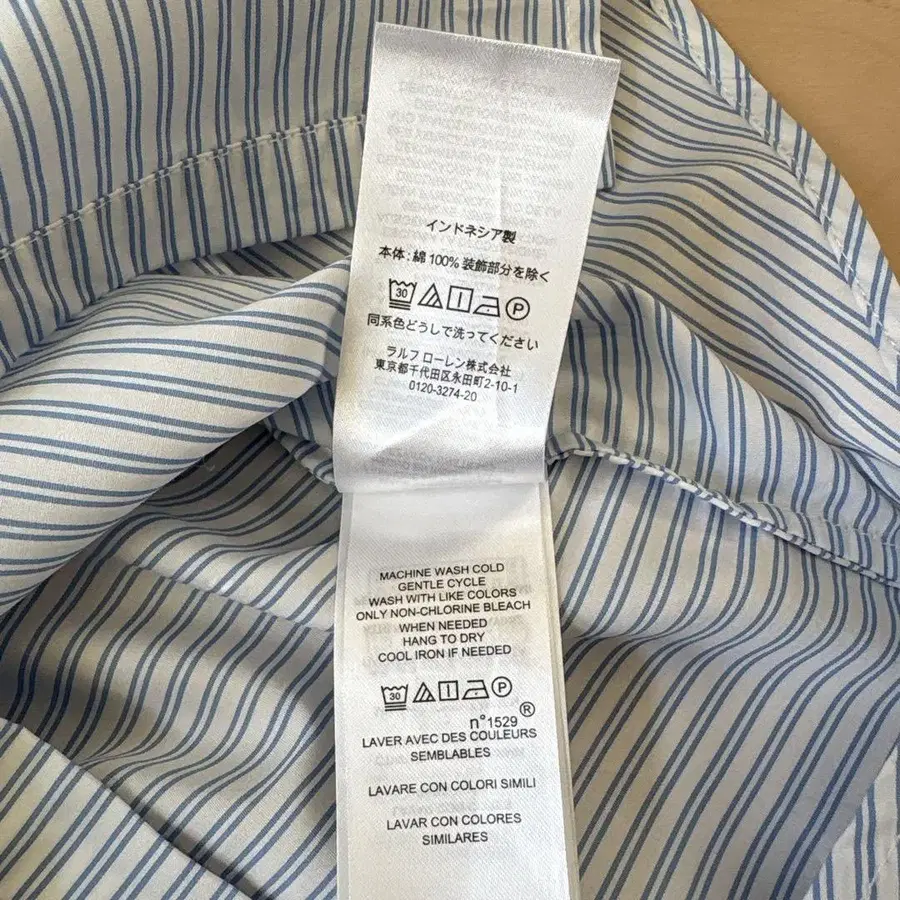 インドネシア製
本体:綿100%装飾部分を除く
30
P
同系色どうしで洗ってください
ラルフ ローレン株式会社
東京都千代田区永田町2-10-1
0120-3274-20
MACHINE WASH COLD
GENTLE CYCLE
WASH WITH LIKE COLORS
ONLY NON-CHLORINE BLEACH
WHEN NEEDED
HANG TO DRY
COOL IRON IF NEEDED
30
P
n°1529®
LAVER AVEC DES COULEURS
SEMBLABLES
LAVARE CON COLORI SIMILI
LAVAR CON COLORES
SIMILARES